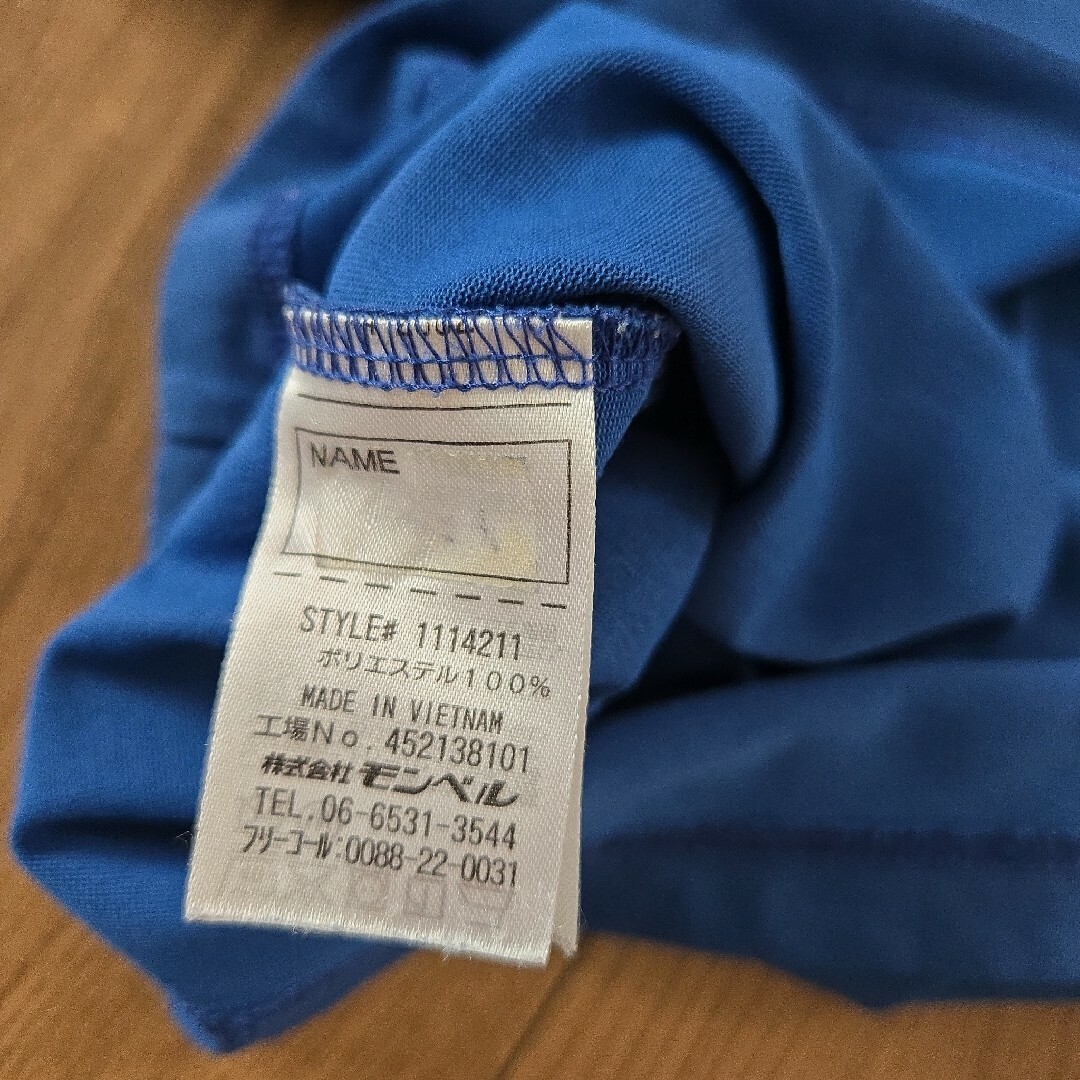 NAME
STYLE# 1114211
ポリエステル100%
MADE IN VIETNAM
工場No.452138101
株式会社 モンベル
TEL.06-6531-3544
フリーコール:0088-22-0031